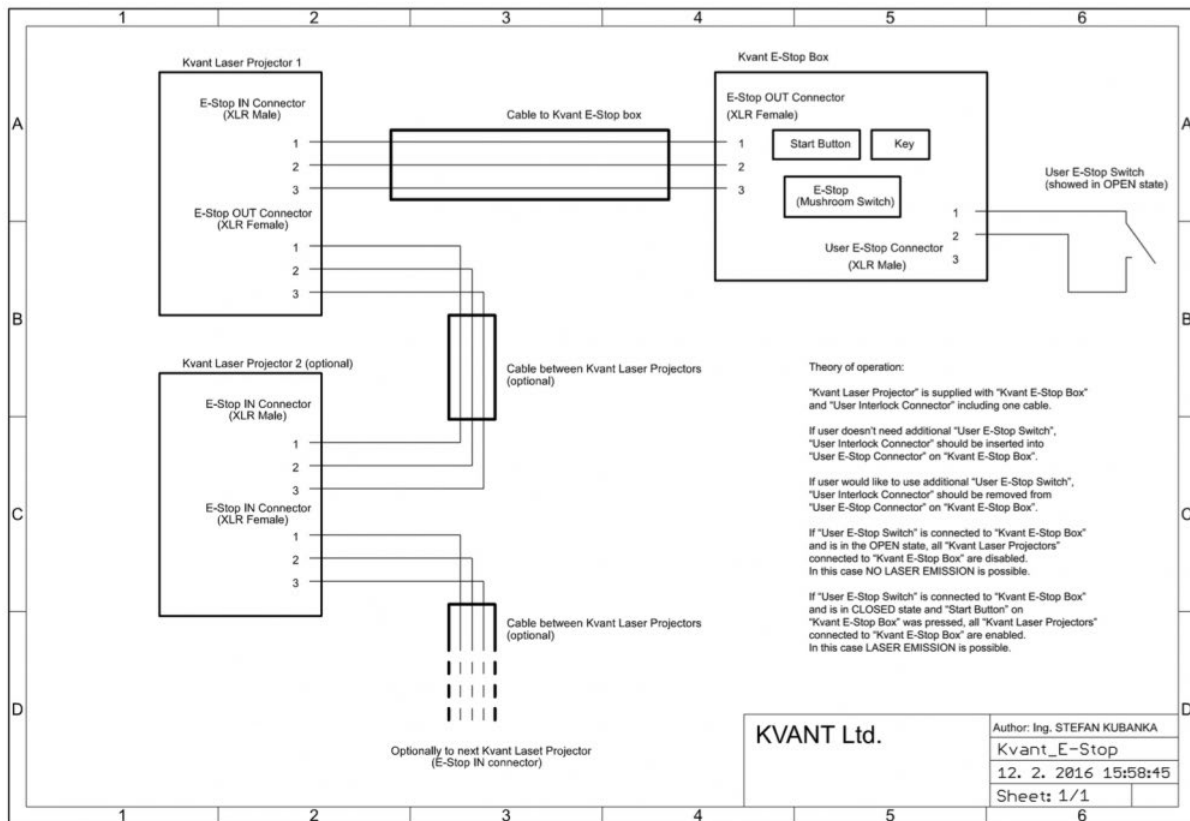 1 2 3 4 5 6
A
B
C
D
A
B
C
D
Kvant Laser Projector 1
E-Stop IN Connector
(XLR Male)
1
2
3
E-Stop OUT Connector
(XLR Female)
1
2
3
Cable to Kvant E-Stop box
Kvant E-Stop Box
E-Stop OUT Connector
(XLR Female)
1
2
3
Start Button
Key
E-Stop
(Mushroom Switch)
User E-Stop Connector
(XLR Male)
1
2
3
User E-Stop Switch
(showed in OPEN state)
Cable between Kvant Laser Projectors
(optional)
Kvant Laser Projector 2 (optional)
E-Stop IN Connector
(XLR Male)
1
2
3
E-Stop IN Connector
(XLR Female)
1
2
3
Cable between Kvant Laser Projectors
(optional)
Optionally to next Kvant Laset Projector
(E-Stop IN connector)
Theory of operation:
"Kvant Laser Projector" is supplied with "Kvant E-Stop Box"
and "User Interlock Connector" including one cable.
If user doesn't need additional "User E-Stop Switch",
"User Interlock Connector" should be inserted into
"User E-Stop Connector" on "Kvant E-Stop Box".
If user would like to use additional "User E-Stop Switch",
"User Interlock Connector" should be removed from
"User E-Stop Connector" on "Kvant E-Stop Box".
If "User E-Stop Switch" is connected to "Kvant E-Stop Box"
and is in the OPEN state, all "Kvant Laser Projectors"
connected to "Kvant E-Stop Box" are disabled.
In this case NO LASER EMISSION is possible.
If "User E-Stop Switch" is connected to "Kvant E-Stop Box"
and is in CLOSED state and "Start Button" on
"Kvant E-Stop Box" was pressed, all "Kvant Laser Projectors"
connected to "Kvant E-Stop Box" are enabled.
In this case LASER EMISSION is possible.
KVANT Ltd.
Author: Ing. STEFAN KUBANKA
Kvant_E-Stop
12. 2. 2016 15:58:45
Sheet: 1/1
1 2 3 4 5 6